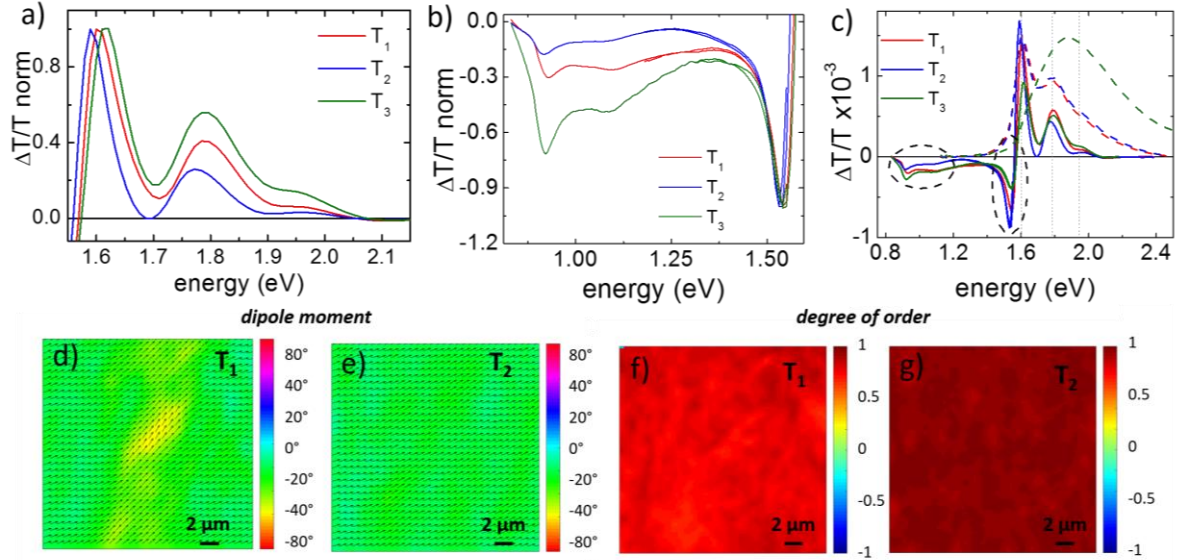 a)
ΔT/T norm
0.8
0.4
0.0
T1
T2
T3
1.6 1.7 1.8 1.9 2.0 2.1
energy (eV)
b)
ΔT/T norm
0.0
-0.3
-0.6
-0.9
-1.2
T1
T2
T3
1.00 1.25 1.50
energy (eV)
c)
ΔT/T x10-3
1
0
-1
T1
T2
T3
0.8 1.2 1.6 2.0 2.4
energy (eV)
dipole moment
degree of order
d)
T1
2 μm
80°
40°
20°
0°
-20°
-40°
-80°
e)
T2
2 μm
80°
40°
20°
0°
-20°
-40°
-80°
f)
T1
2 μm
1
0.5
0
-0.5
-1
g)
T2
2 μm
1
0.5
0
-0.5
-1